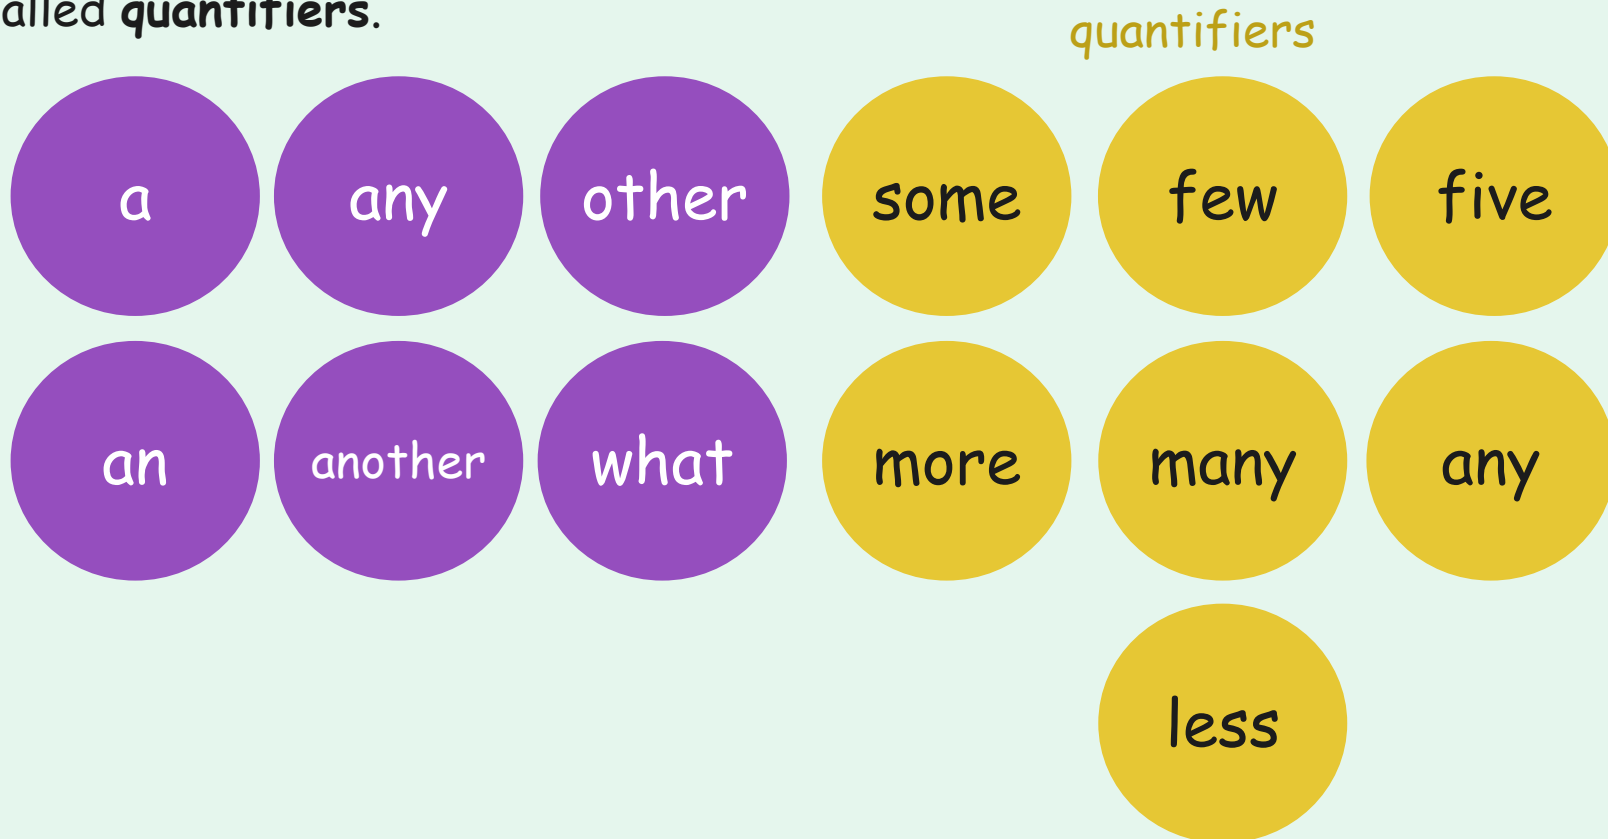 alled quantifiers.
quantifiers
a any other some few five
an another what more many any
less